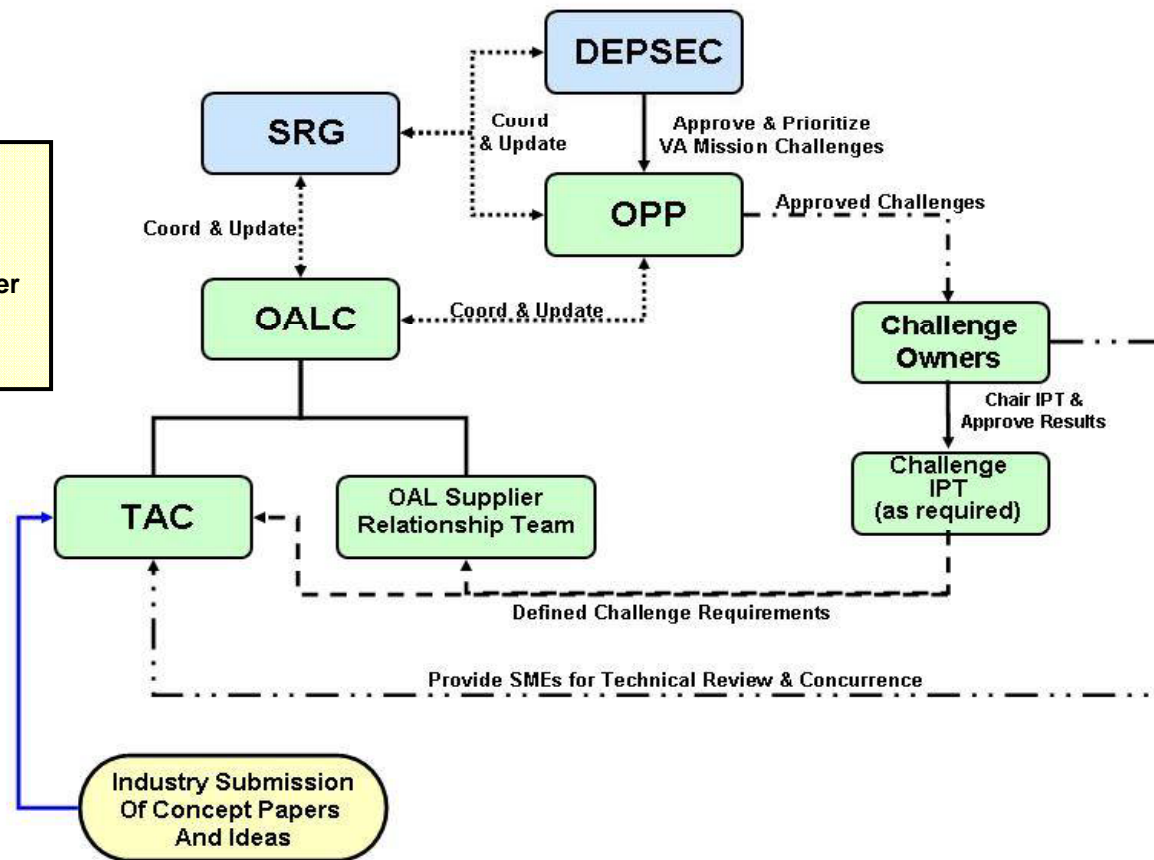 DEPSEC
SRG
Coord
& Update
Approve & Prioritize
VA Mission Challenges
er
OPP
Approved Challenges
Coord & Update
OALC
Coord & Update
Challenge
Owners
Chair IPT &
Approve Results
TAC
OAL Supplier
Relationship Team
Challenge
IPT
(as required)
Defined Challenge Requirements
Provide SMEs for Technical Review & Concurrence
Industry Submission
Of Concept Papers
And Ideas